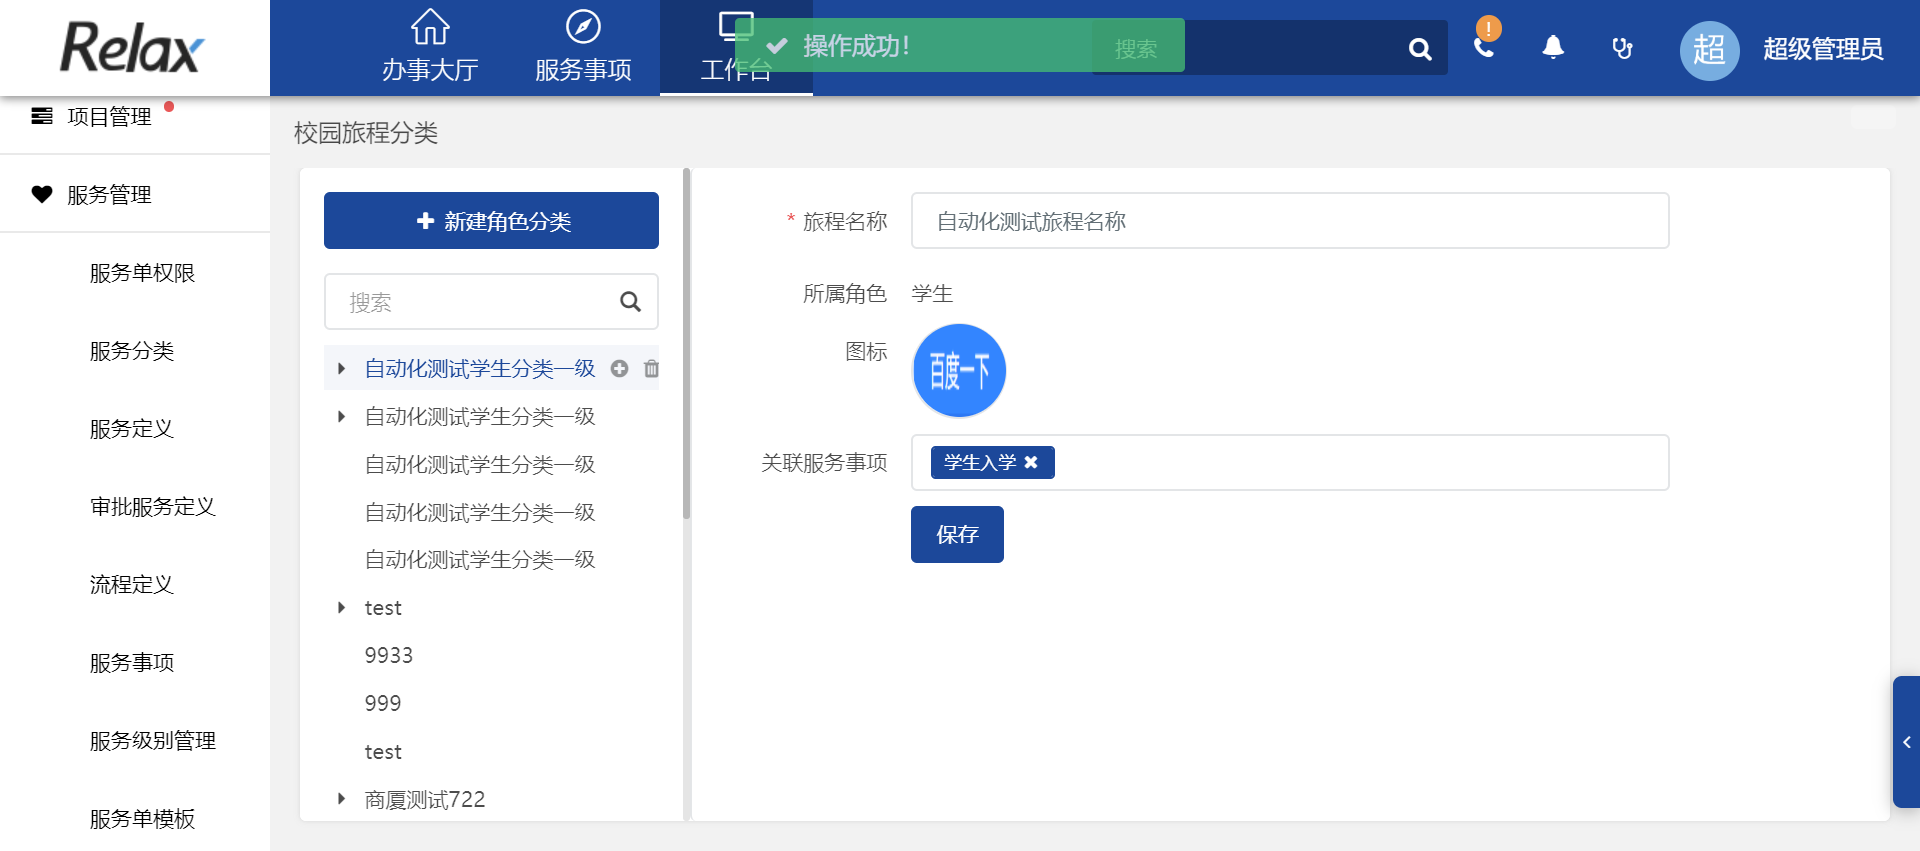 Relax
办事大厅
服务事项
工作台
操作成功！
搜索
!
超
超级管理员
项目管理
服务管理
服务单权限
服务分类
服务定义
审批服务定义
流程定义
服务事项
服务级别管理
服务单模板
校园旅程分类
新建角色分类
搜索
自动化测试学生分类一级
自动化测试学生分类一级
自动化测试学生分类一级
自动化测试学生分类一级
自动化测试学生分类一级
test
9933
999
test
商厦测试722
* 旅程名称
自动化测试旅程名称
所属角色 学生
图标
百度一下
关联服务事项
学生入学
保存